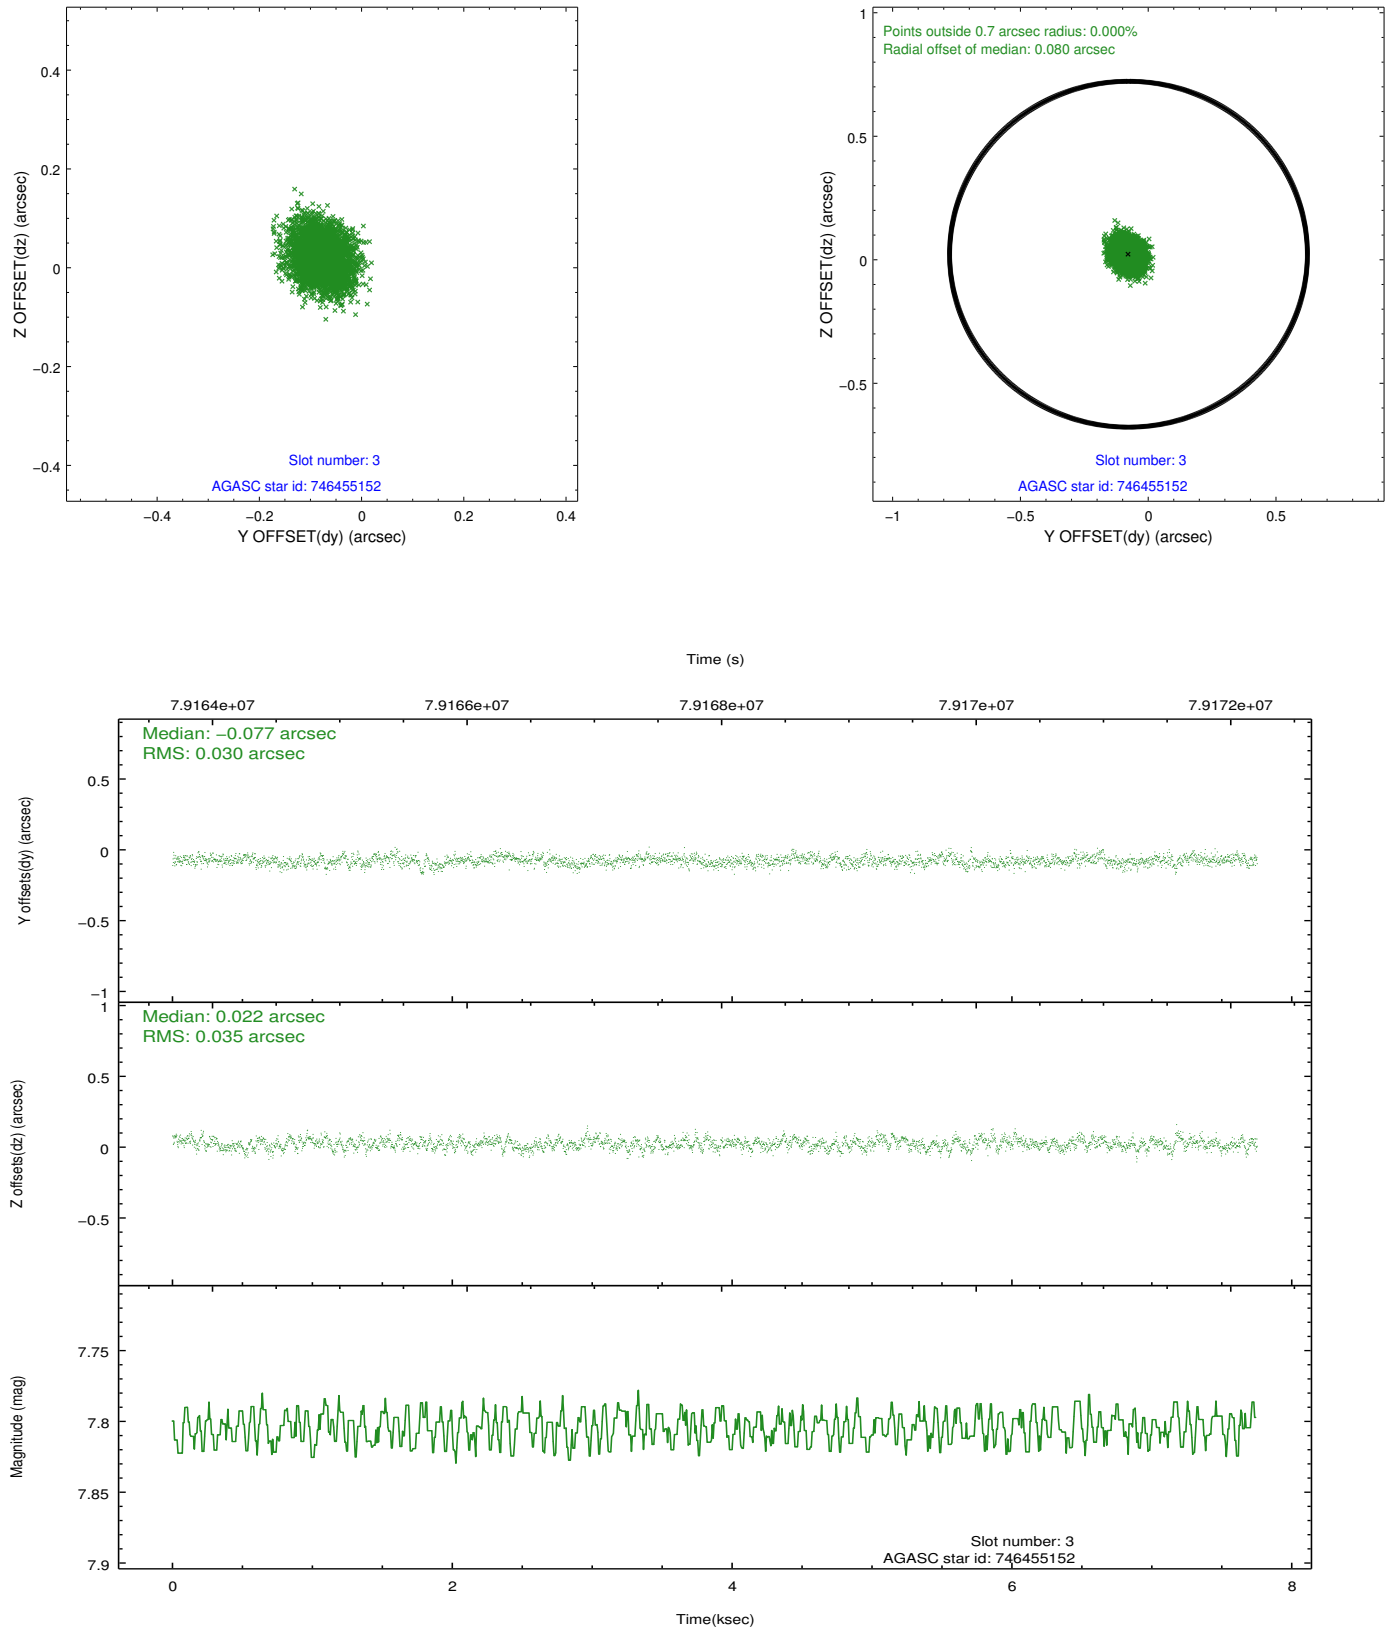 0.4
0.2
0
−0.2
−0.4
Z OFFSET(dz) (arcsec)
Slot number: 3
AGASC star id: 746455152
−0.4
−0.2
0
0.2
0.4
Y OFFSET(dy) (arcsec)
Points outside 0.7 arcsec radius: 0.000%
Radial offset of median: 0.080 arcsec
1
0.5
0
−0.5
Z OFFSET(dz) (arcsec)
Slot number: 3
AGASC star id: 746455152
−1
−0.5
0
0.5
Y OFFSET(dy) (arcsec)
Time (s)
7.9164e+07
7.9166e+07
7.9168e+07
7.917e+07
7.9172e+07
Median: −0.077 arcsec
RMS: 0.030 arcsec
0.5
0
−0.5
−1
Y offsets(dy) (arcsec)
Median: 0.022 arcsec
RMS: 0.035 arcsec
1
0.5
0
−0.5
Z offsets(dz) (arcsec)
7.75
7.8
7.85
7.9
Magnitude (mag)
Slot number: 3
AGASC star id: 746455152
0
2
4
6
8
Time(ksec)